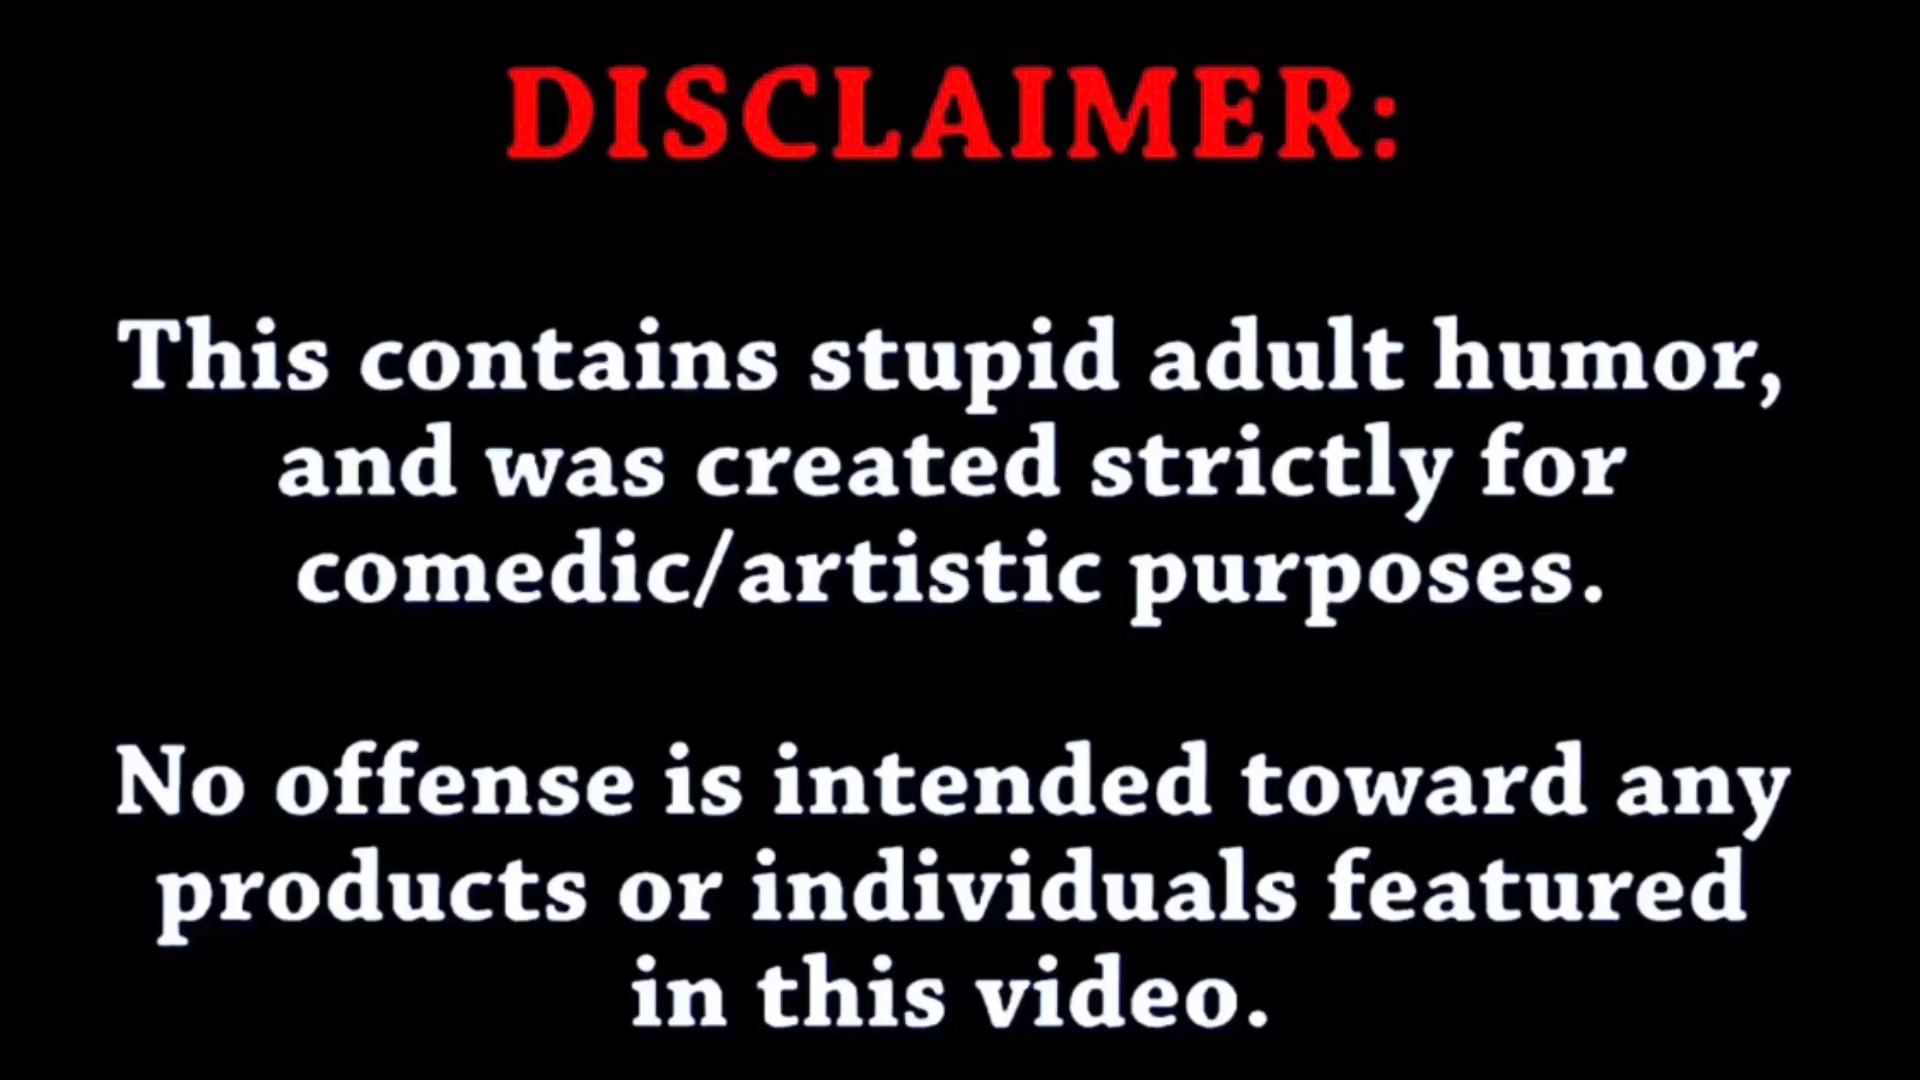 DISCLAIMER:
This contains stupid adult humor,
and was created strictly for
comedic/artistic purposes.
No offense is intended toward any
products or individuals featured
in this video.